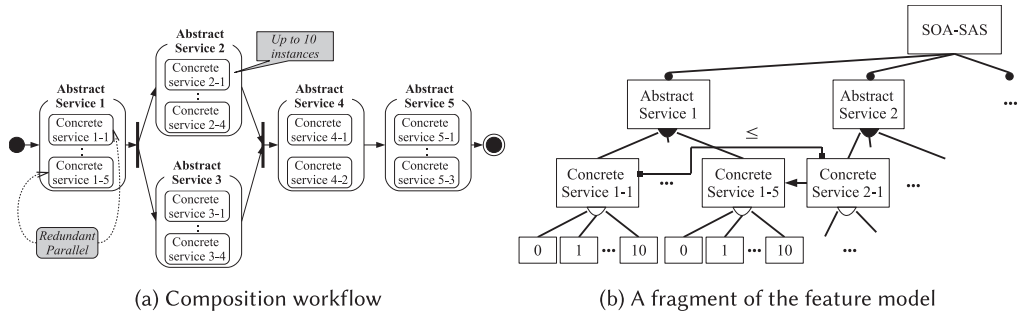 Abstract
Service 1
Concrete
service 1-1
Concrete
service 1-5
Redundant
Parallel
Abstract
Service 2
Up to 10
instances
Concrete
service 2-1
Concrete
service 2-4
Abstract
Service 3
Concrete
service 3-1
Concrete
service 3-4
Abstract
Service 4
Concrete
service 4-1
Concrete
service 4-2
Abstract
Service 5
Concrete
service 5-1
Concrete
service 5-3
(a) Composition workflow
SOA-SAS
Abstract
Service 1
Abstract
Service 2
...
≤
Concrete
Service 1-1
...
Concrete
Service 1-5
Concrete
Service 2-1
...
0
1
...
10
0
1
...
10
...
(b) A fragment of the feature model